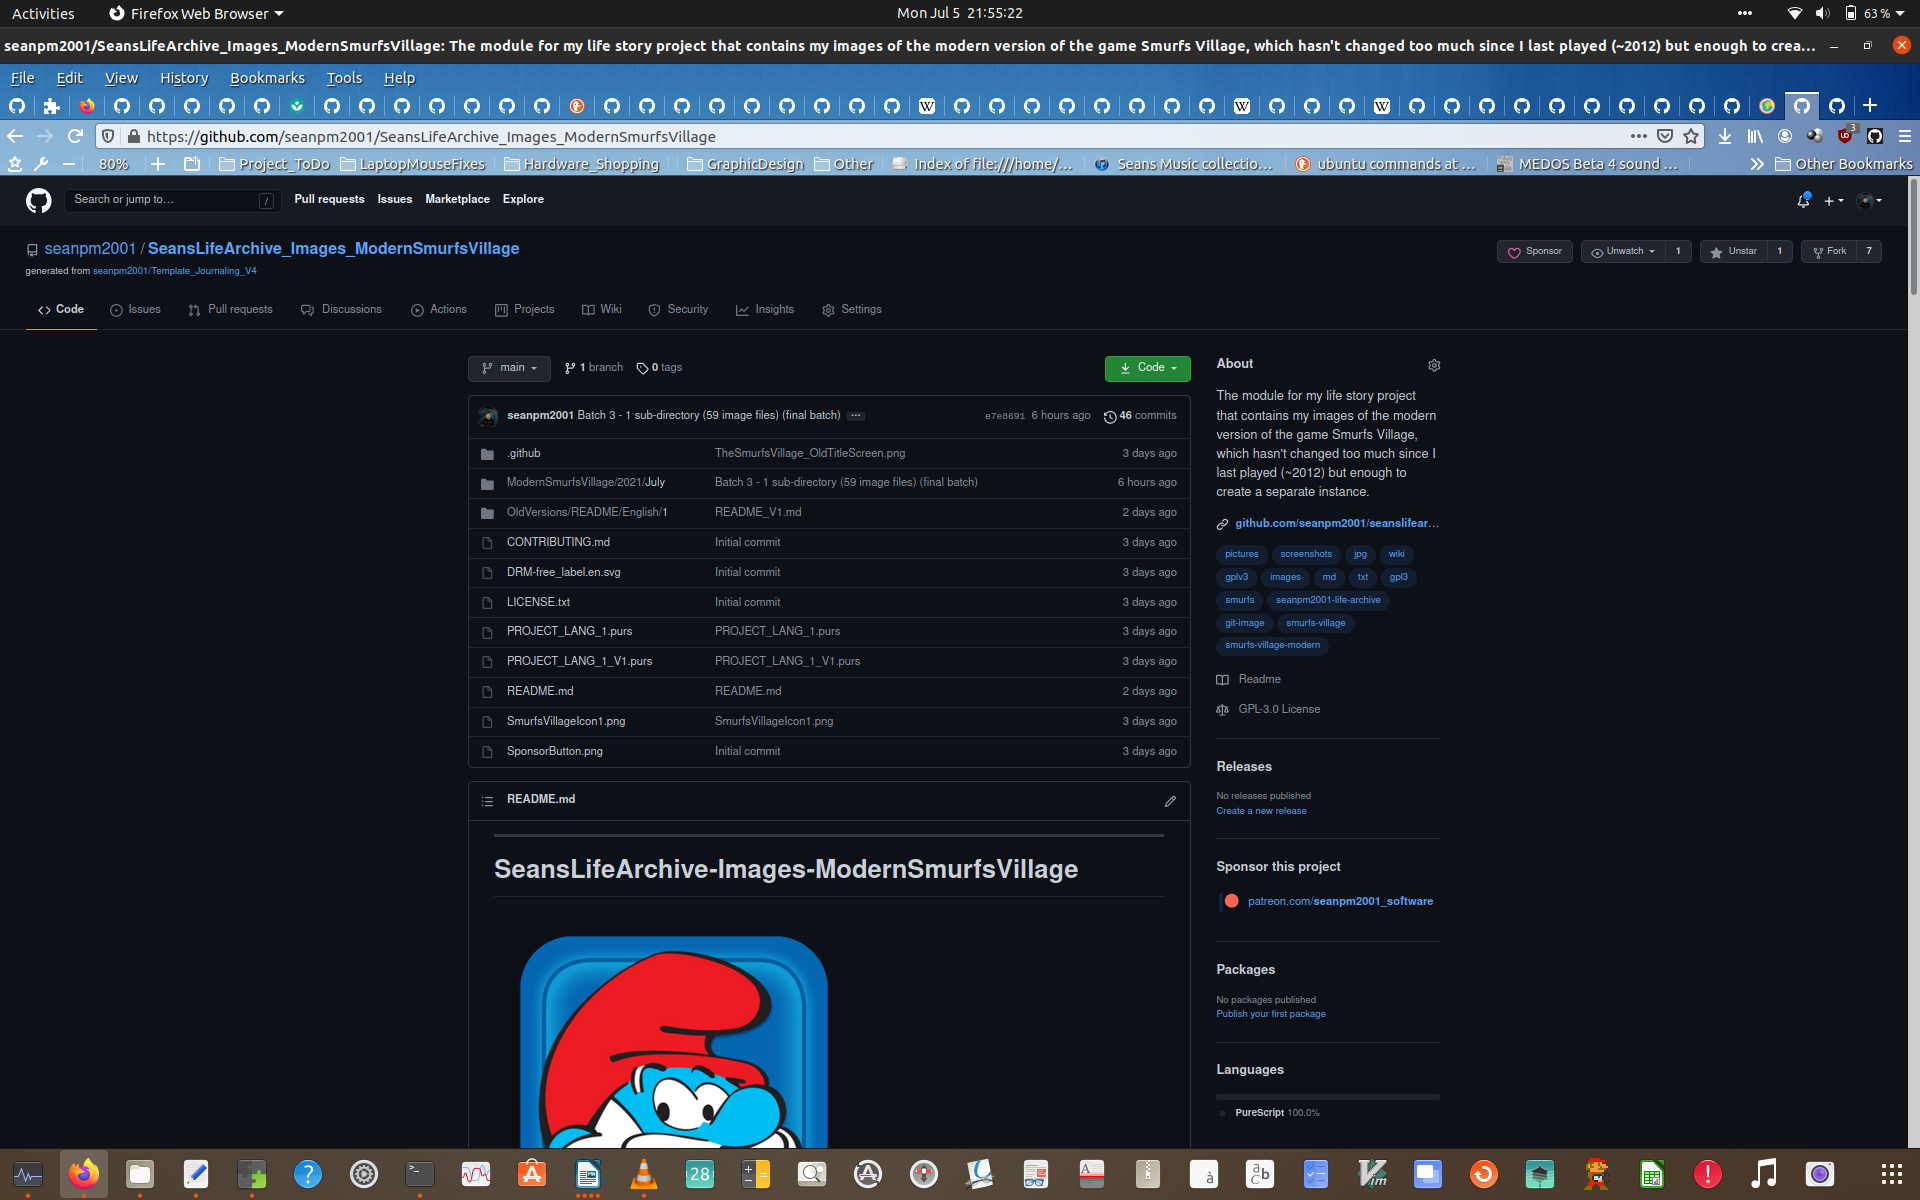 Activities
Firefox Web Browser
Mon Jul 5 21:55:22
63 %
seanpm2001/SeansLifeArchive_Images_ModernSmurfsVillage: The module for my life story project that contains my images of the modern version of the game Smurfs Village, which hasn't changed too much since I last played (~2012) but enough to crea…
File Edit View History Bookmarks Tools Help
https://github.com/seanpm2001/SeansLifeArchive_Images_ModernSmurfsVillage
3
80%
Project_ToDo
LaptopMouseFixes
Hardware_Shopping
GraphicDesign
Other
Index of file:///home/…
Seans Music collectio…
ubuntu commands at …
MEDOS Beta 4 sound …
Other Bookmarks
Search or jump to…
/
Pull requests Issues Marketplace Explore
seanpm2001 / SeansLifeArchive_Images_ModernSmurfsVillage
Sponsor
Unwatch 1
Unstar 1
Fork 7
generated from seanpm2001/Template_Journaling_V4
Code Issues Pull requests Discussions Actions Projects Wiki Security Insights Settings
main
1 branch
0 tags
Code
seanpm2001 Batch 3 - 1 sub-directory (59 image files) (final batch) ... e7e8691 6 hours ago 46 commits
.github TheSmurfsVillage_OldTitleScreen.png 3 days ago
ModernSmurfsVillage/2021/July Batch 3 - 1 sub-directory (59 image files) (final batch) 6 hours ago
OldVersions/README/English/1 README_V1.md 2 days ago
CONTRIBUTING.md Initial commit 3 days ago
DRM-free_label.en.svg Initial commit 3 days ago
LICENSE.txt Initial commit 3 days ago
PROJECT_LANG_1.purs PROJECT_LANG_1.purs 3 days ago
PROJECT_LANG_1_V1.purs PROJECT_LANG_1_V1.purs 3 days ago
README.md README.md 2 days ago
SmurfsVillageIcon1.png SmurfsVillageIcon1.png 3 days ago
SponsorButton.png Initial commit 3 days ago
README.md
SeansLifeArchive-Images-ModernSmurfsVillage
About
The module for my life story project
that contains my images of the modern
version of the game Smurfs Village,
which hasn't changed too much since I
last played (~2012) but enough to
create a separate instance.
github.com/seanpm2001/seanslifear…
pictures screenshots jpg wiki
gplv3 images md txt gpl3
smurfs seanpm2001-life-archive
git-image smurfs-village
smurfs-village-modern
Readme
GPL-3.0 License
Releases
No releases published
Create a new release
Sponsor this project
patreon.com/seanpm2001_software
Packages
No packages published
Publish your first package
Languages
PureScript 100.0%
28